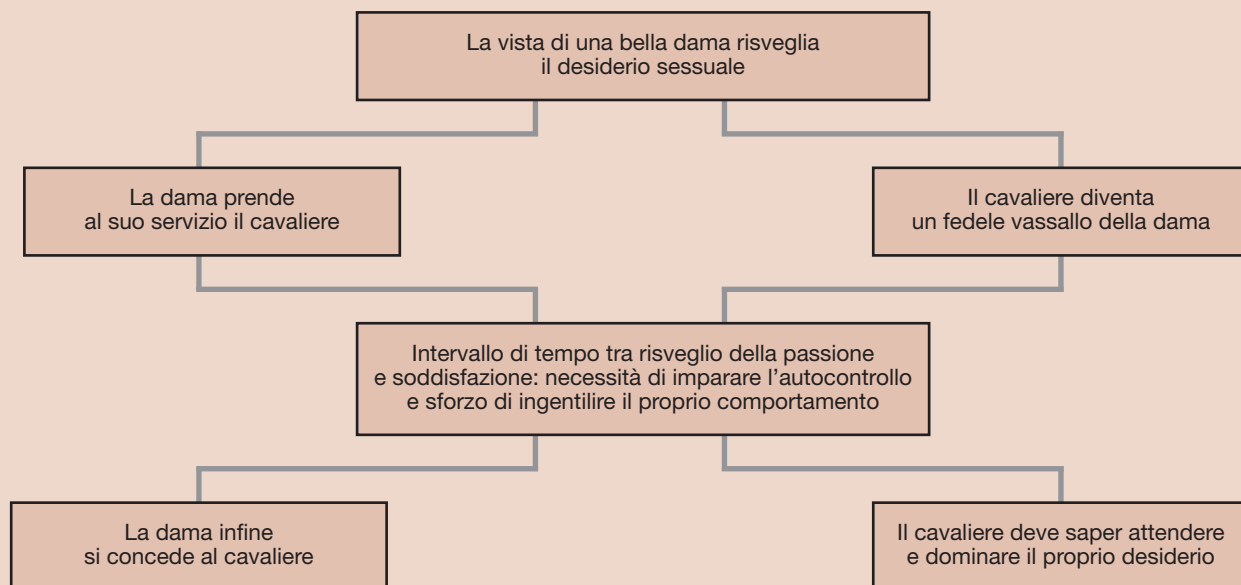 La vista di una bella dama risveglia
il desiderio sessuale
La dama prende
al suo servizio il cavaliere
Il cavaliere diventa
un fedele vassallo della dama
Intervallo di tempo tra risveglio della passione
e soddisfazione: necessità di imparare l’autocontrollo
e sforzo di ingentilire il proprio comportamento
La dama infine
si concede al cavaliere
Il cavaliere deve saper attendere
e dominare il proprio desiderio